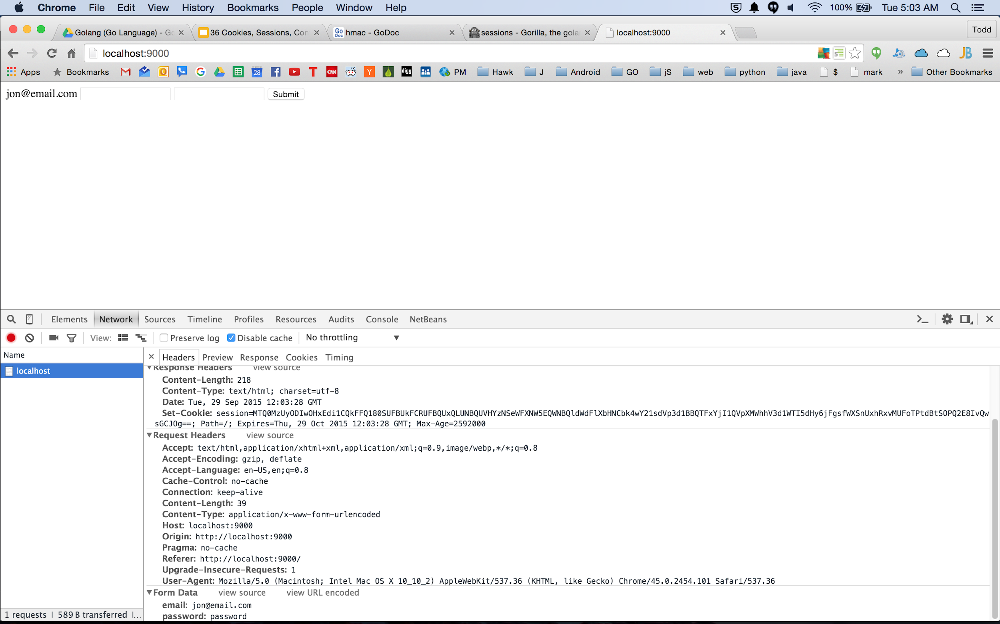 Chrome File Edit View History Bookmarks People Window Help 100% Tue 5:03 AM
Golang (Go Language) - Go 36 Cookies, Sessions, Con hmac - GoDoc sessions - Gorilla, the gola localhost:9000 Todd
localhost:9000
Apps Bookmarks 28 CNN Y digg PM Hawk J Android GO jS web python java $ mark » Other Bookmarks
jon@email.com Submit
Elements Network Sources Timeline Profiles Resources Audits Console NetBeans
View: Preserve log Disable cache No throttling
Name
Headers Preview Response Cookies Timing
localhost
Response Headers view source
Content-Length: 218
Content-Type: text/html; charset=utf-8
Date: Tue, 29 Sep 2015 12:03:28 GMT
Set-Cookie: session=MTQ0MzUyODIwOHxEdi1CQkFFQ180SUFBUkFCRUFBQUxQLUNBQUVHYzNSeWFXNW5EQWNBQldWdFlXbHNCbk4wY21sdVp3d1BBQTFxYjI1QVpXMWhhV3d1WTI5dHy6jFgsfWXSnUxhRxvMUFoTPtdBtSOPQ2E8IvQw
sGCJOg==; Path=/; Expires=Thu, 29 Oct 2015 12:03:28 GMT; Max-Age=2592000
Request Headers view source
Accept: text/html,application/xhtml+xml,application/xml;q=0.9,image/webp,*/*;q=0.8
Accept-Encoding: gzip, deflate
Accept-Language: en-US,en;q=0.8
Cache-Control: no-cache
Connection: keep-alive
Content-Length: 39
Content-Type: application/x-www-form-urlencoded
Host: localhost:9000
Origin: http://localhost:9000
Pragma: no-cache
Referer: http://localhost:9000/
Upgrade-Insecure-Requests: 1
User-Agent: Mozilla/5.0 (Macintosh; Intel Mac OS X 10_10_2) AppleWebKit/537.36 (KHTML, like Gecko) Chrome/45.0.2454.101 Safari/537.36
Form Data view source view URL encoded
email: jon@email.com
password: password
1 requests | 589 B transferred |...